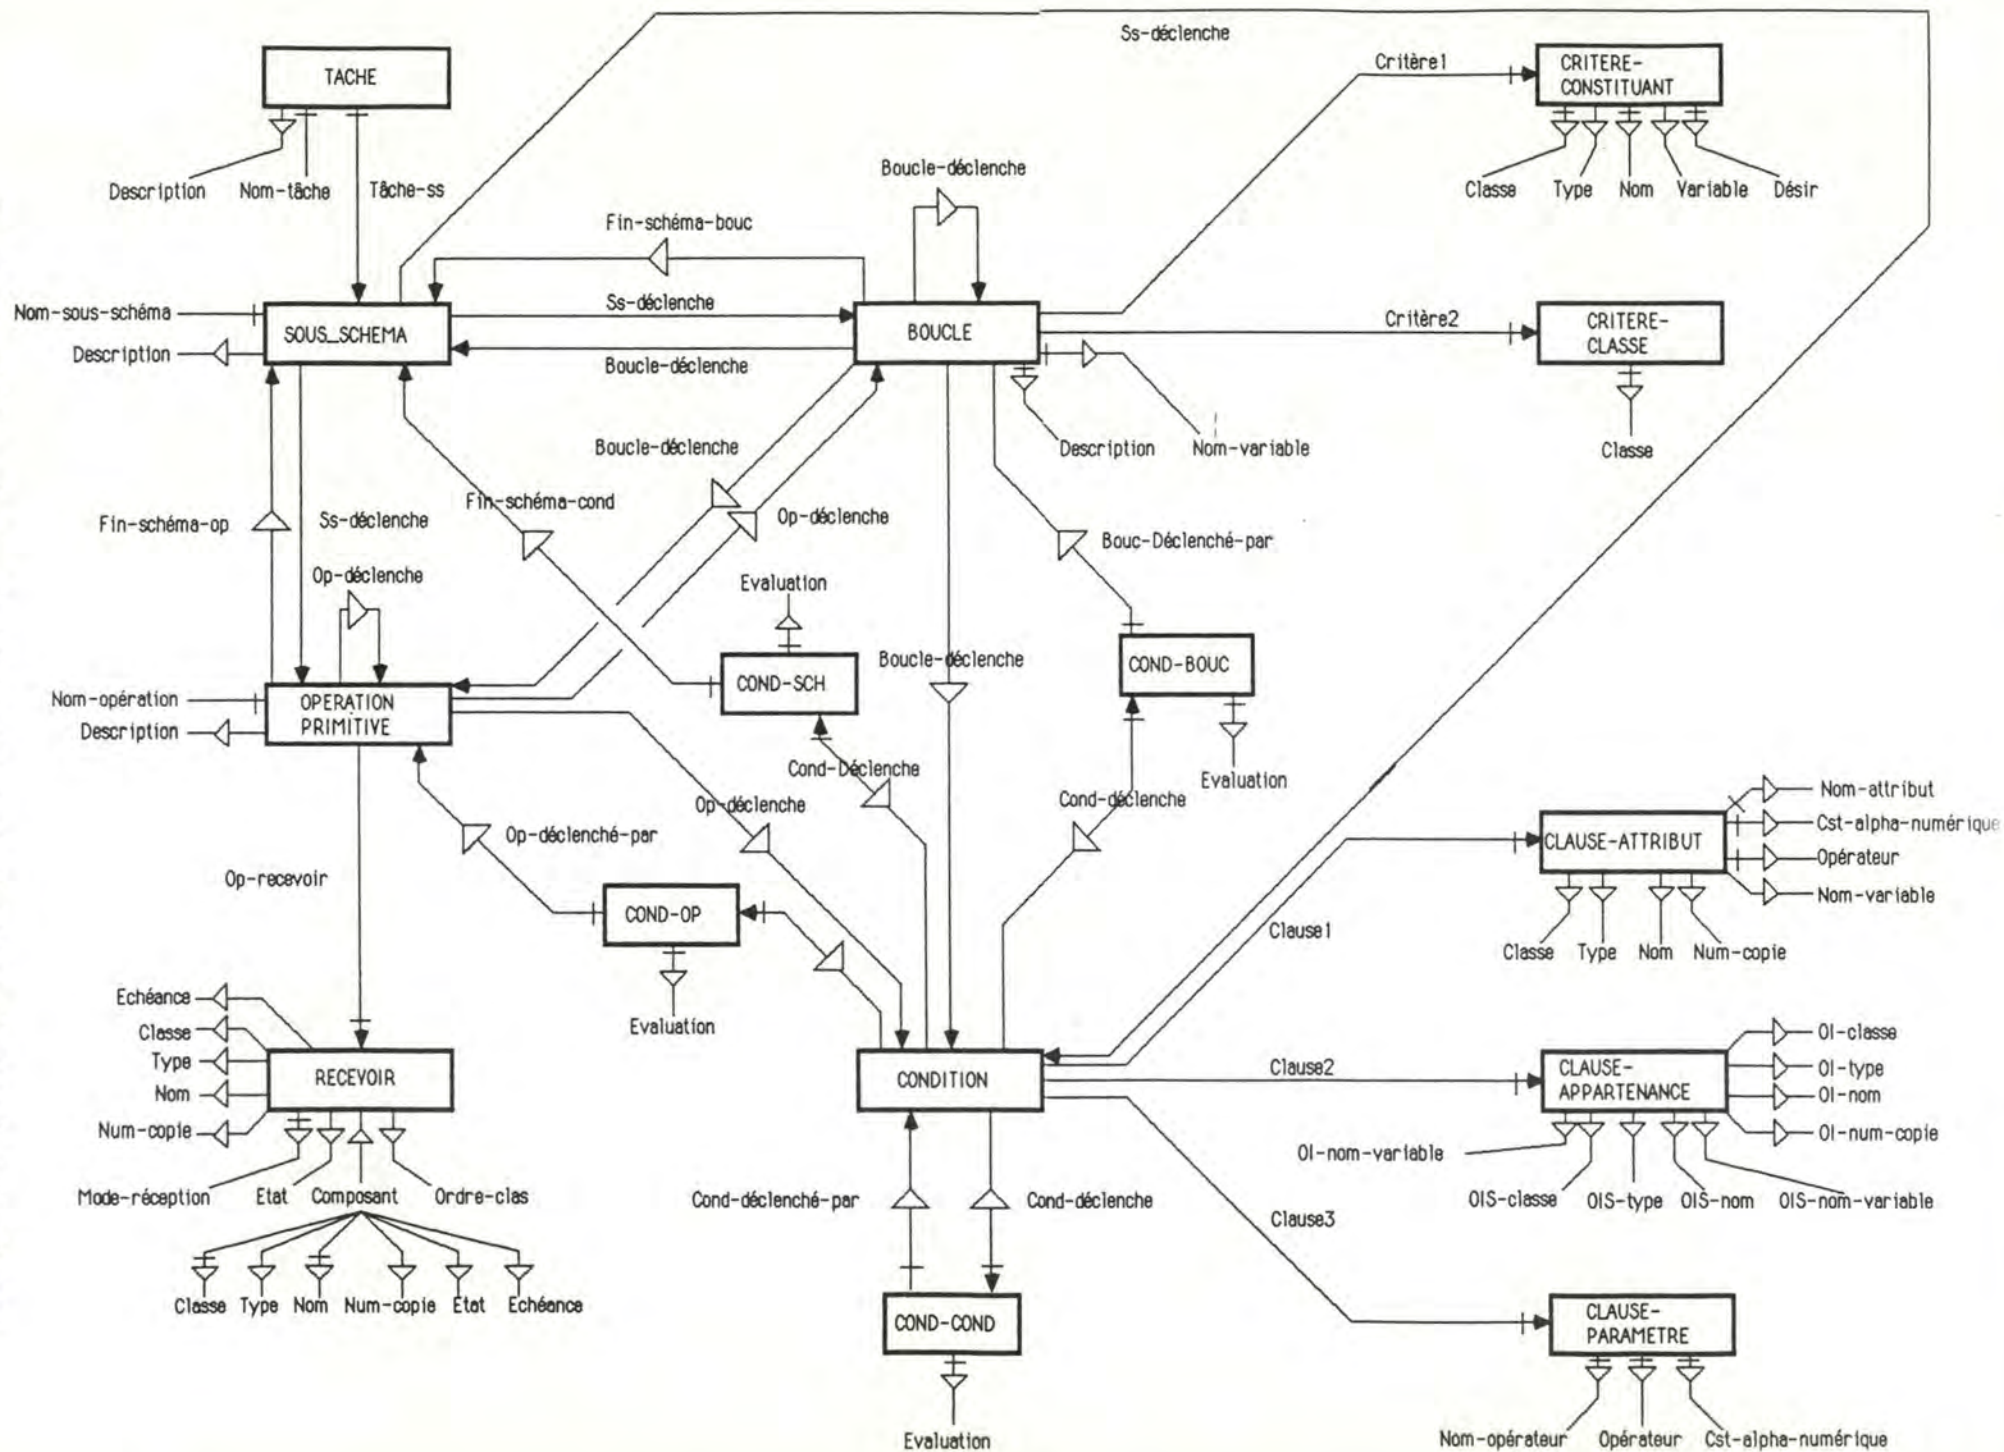 Ss-déclenche
TACHE
Critère1
CRITERE-
CONSTITUANT
Description
Nom-tâche
Tâche-ss
Boucle-déclenche
Classe
Type
Nom
Variable
Désir
Fin-schéma-bouc
Nom-sous-schéma
SOUS_SCHEMA
Description
Ss-déclenche
Boucle-déclenche
BOUCLE
Critère2
CRITERE-
CLASSE
Description
Nom-variable
Classe
Boucle-déclenche
Fin-schéma-cond
Op-déclenche
Fin-schéma-op
Ss-déclenche
Bouc-Déclenché-par
Op-déclenche
Evaluation
Boucle-déclenche
COND-SCH
COND-BOUC
Nom-opération
Description
OPERATION
PRIMITIVE
Cond-Déclenche
Evaluation
Op-déclenche
Cond-déclenche
Op-déclenché-par
Nom-attribut
Cst-alpha-numérique
Opérateur
Nom-variable
CLAUSE-ATTRIBUT
Classe
Type
Nom
Num-copie
Op-recevoir
COND-OP
Clause1
Evaluation
Echéance
Classe
Type
Nom
Num-copie
RECEVOIR
CONDITION
Clause2
CLAUSE-
APPARTENANCE
OI-classe
OI-type
OI-nom
OI-num-copie
OI-nom-variable
OIS-classe
OIS-type
OIS-nom
OIS-nom-variable
Mode-réception
Etat
Composant
Ordre-clas
Cond-déclenché-par
Cond-déclenche
Clause3
Classe
Type
Nom
Num-copie
Etat
Echéance
COND-COND
CLAUSE-
PARAMETRE
Evaluation
Nom-opérateur
Opérateur
Cst-alpha-numérique